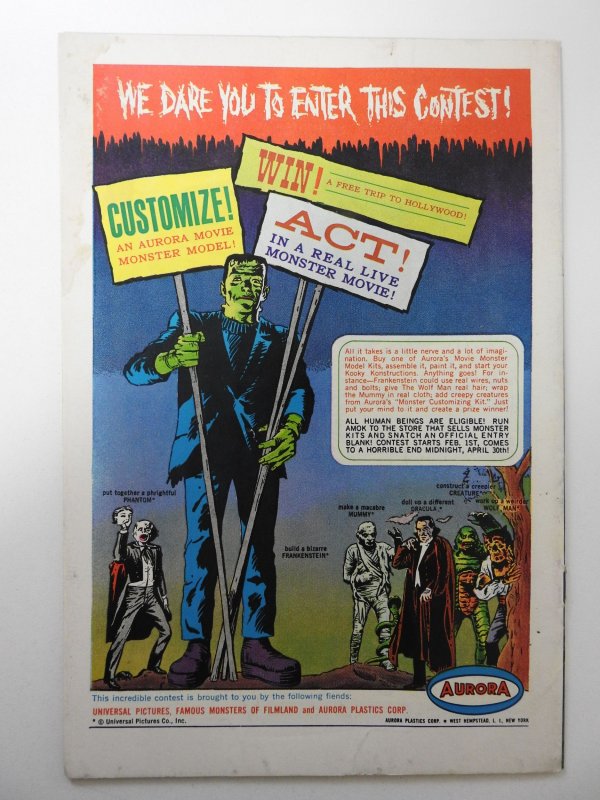 WE DARE YOU TO ENTER THIS CONTEST!
WIN! A FREE TRIP TO HOLLYWOOD!
CUSTOMIZE!
AN AURORA MOVIE
MONSTER MODEL!
ACT!
IN A REAL LIVE
MONSTER MOVIE!
All it takes is a little nerve and a lot of imagi-
nation. Buy one of Aurora's Movie Monster
Model Kits, assemble it, paint it, and start your
Kooky Konstructions. Anything goes! For in-
stance—Frankenstein could use real wires, nuts
and bolts; give The Wolf Man real hair; wrap
the Mummy in real cloth; add creepy creatures
from Aurora's "Monster Customizing Kit." Just
put your mind to it and create a prize winner!
ALL HUMAN BEINGS ARE ELIGIBLE! RUN
AMOK TO THE STORE THAT SELLS MONSTER
KITS AND SNATCH AN OFFICIAL ENTRY
BLANK! CONTEST STARTS FEB. 1ST, COMES
TO A HORRIBLE END MIDNIGHT, APRIL 30th!
put together a phrightful
PHANTOM*
build a bizarre
FRANKENSTEIN*
make a macabre
MUMMY*
doll up a different
DRACULA*
construct a creepier
CREATURE*
work up a weirder
WOLF MAN*
AURORA
This incredible contest is brought to you by the following fiends:
UNIVERSAL PICTURES, FAMOUS MONSTERS OF FILMLAND and AURORA PLASTICS CORP.
* © Universal Pictures Co., Inc.
AURORA PLASTICS CORP. • WEST HEMPSTEAD, L. I., NEW YORK